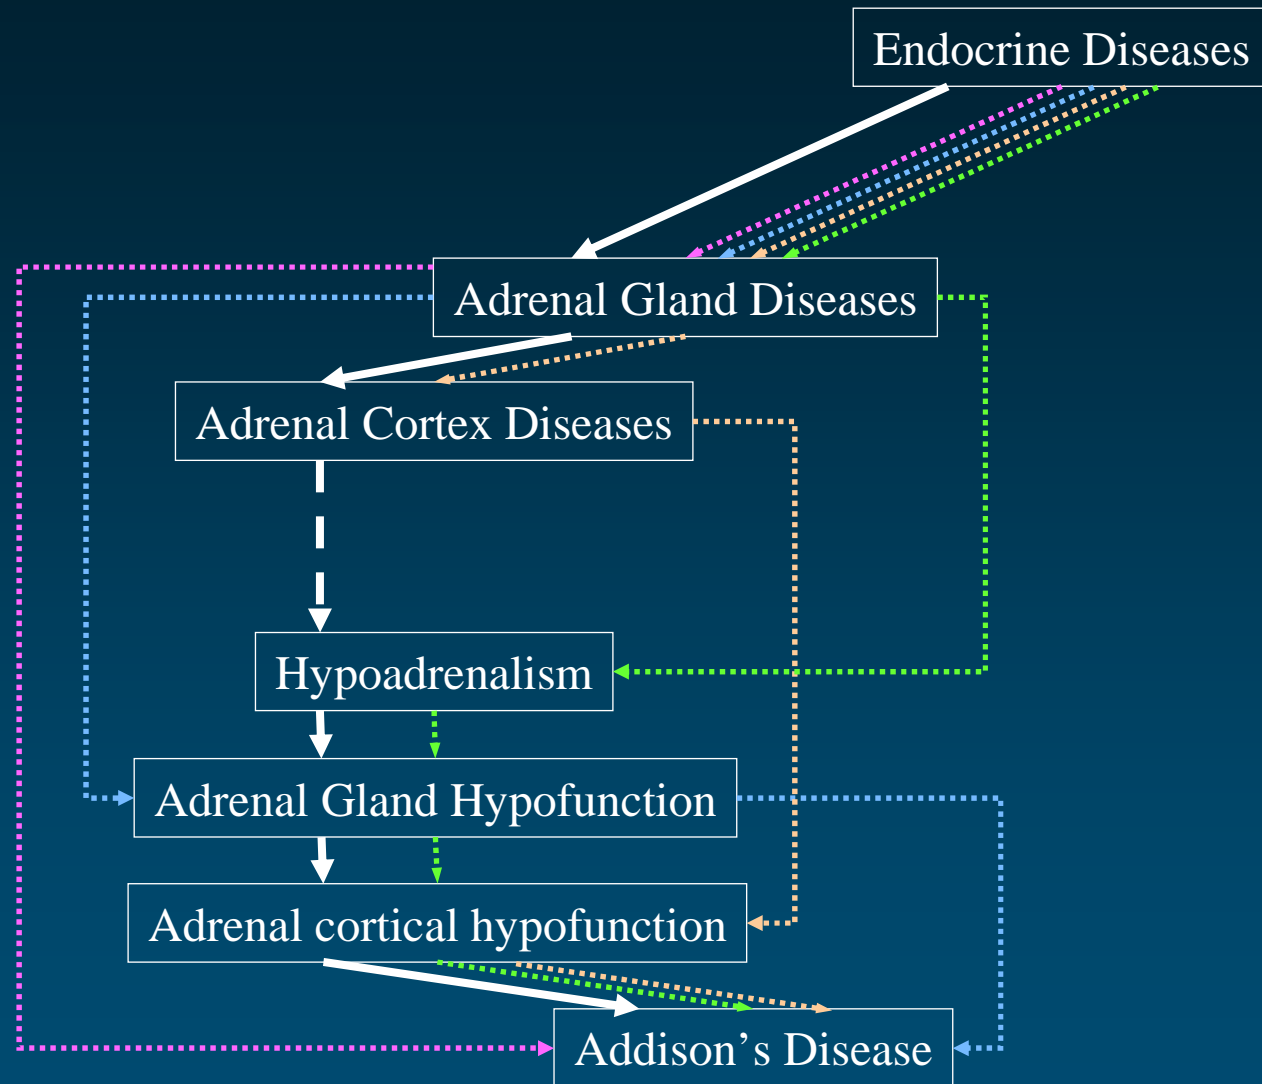 Endocrine Diseases
Adrenal Gland Diseases
Adrenal Cortex Diseases
Hypoadrenalism
Adrenal Gland Hypofunction
Adrenal cortical hypofunction
Addison’s Disease